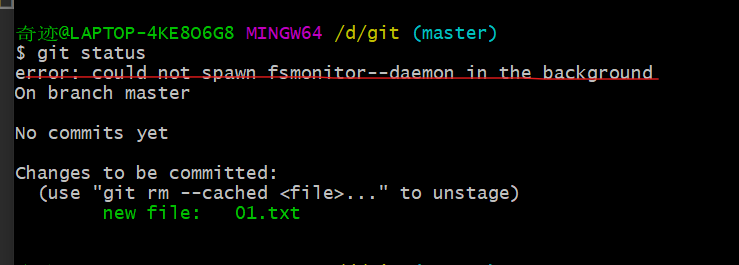 奇迹@LAPTOP-4KE8O6G8 MINGW64 /d/git (master)
$ git status
error: could not spawn fsmonitor--daemon in the background
On branch master
No commits yet
Changes to be committed:
(use "git rm --cached <file>..." to unstage)
new file:   01.txt